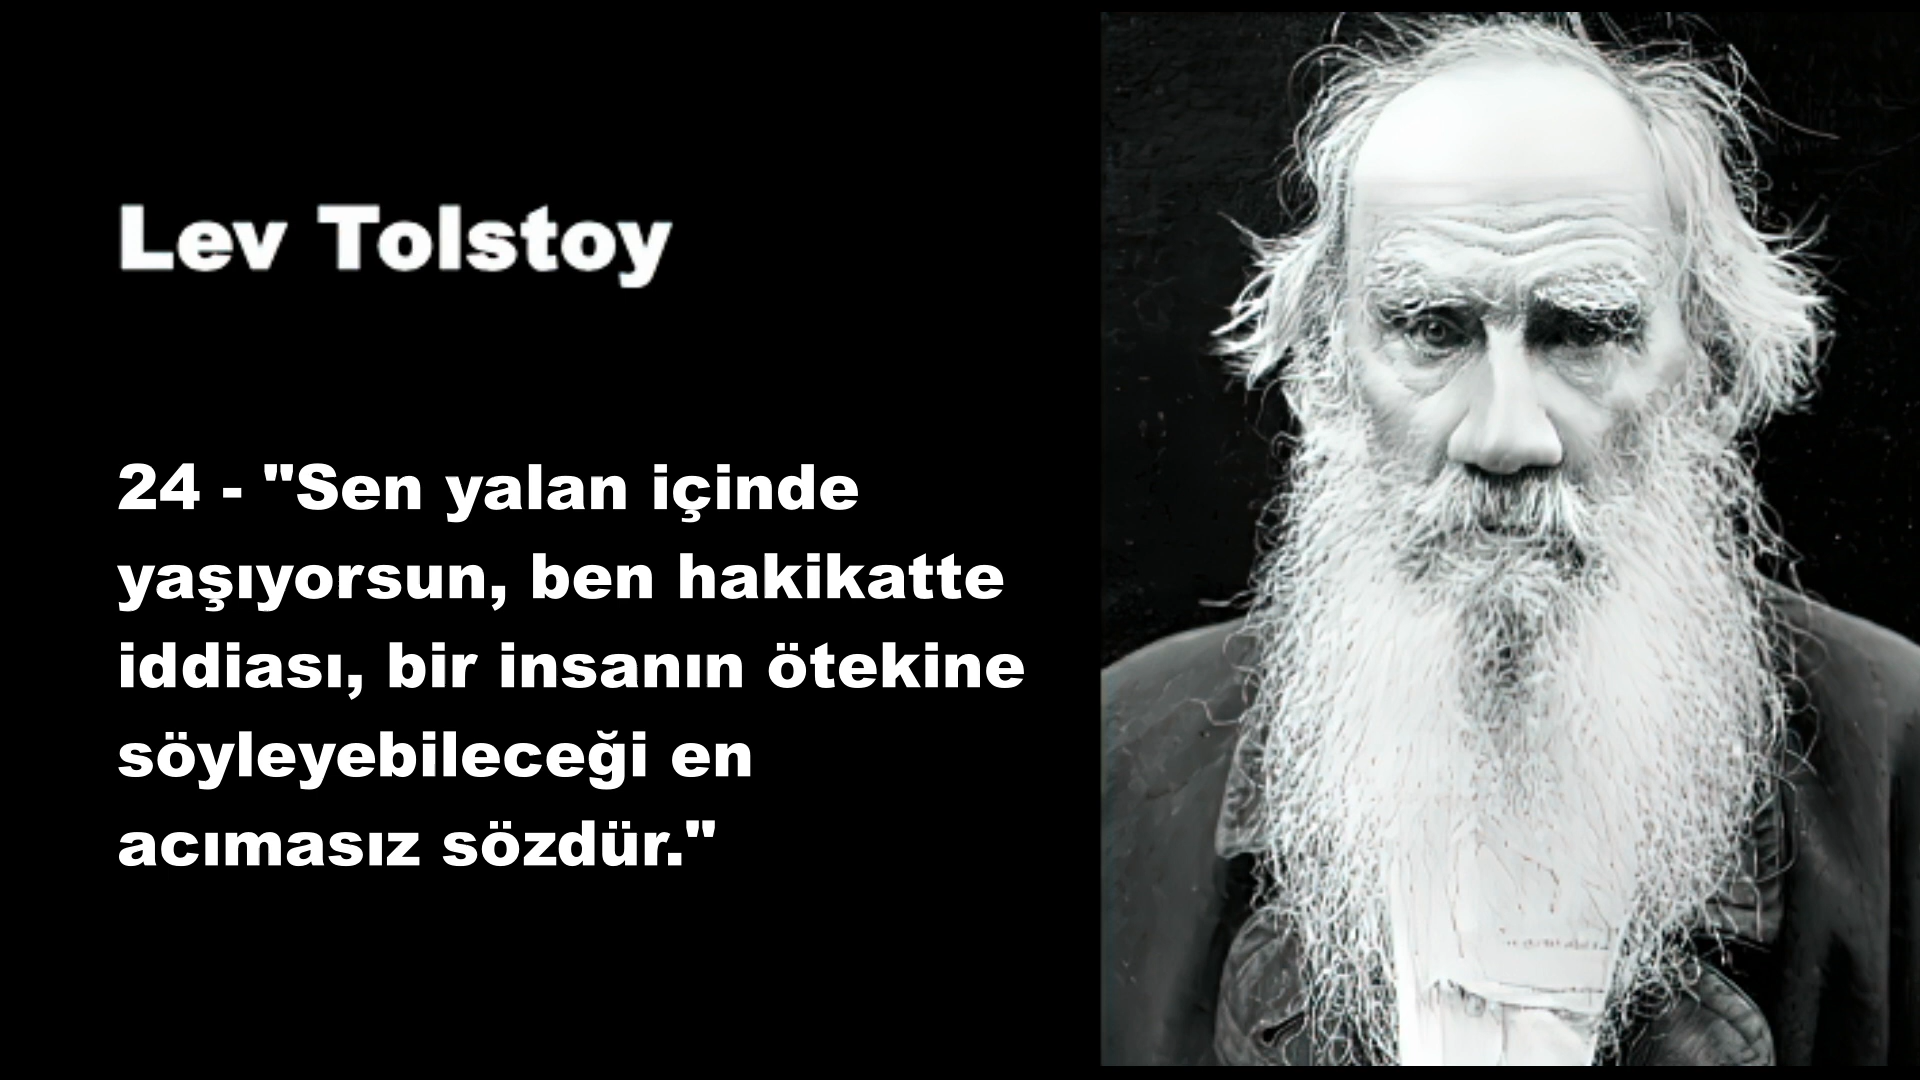 Lev Tolstoy
24 - "Sen yalan içinde
yaşıyorsun, ben hakikatte
iddiası, bir insanın ötekine
söyleyebileceği en
acımasız sözdür."